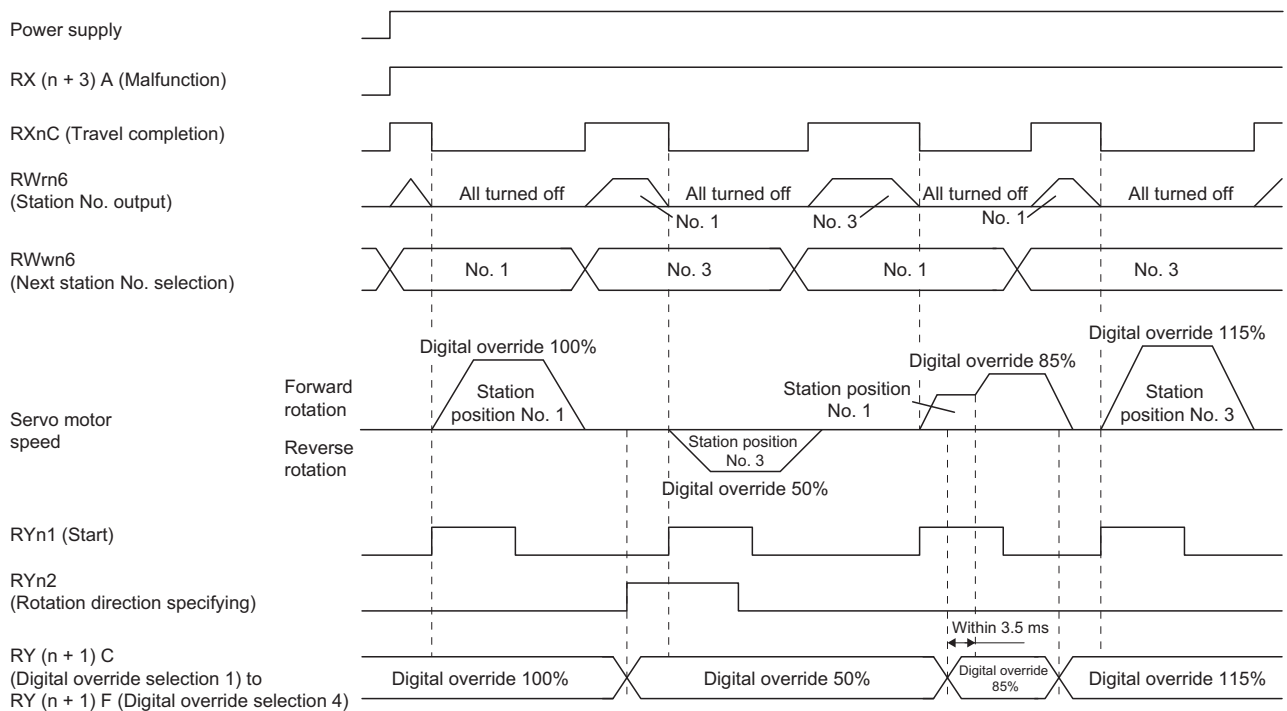 Power supply
RX (n + 3) A (Malfunction)
RXnC (Travel completion)
RWrn6
(Station No. output)
All turned off
No. 1
All turned off
No. 3
All turned off
No. 1
All turned off
RWwn6
(Next station No. selection)
No. 1
No. 3
No. 1
No. 3
Servo motor
speed
Forward
rotation
Reverse
rotation
Digital override 100%
Station
position No. 1
Station position
No. 3
Digital override 50%
Station position
No. 1
Digital override 85%
Digital override 115%
Station
position No. 3
RYn1 (Start)
RYn2
(Rotation direction specifying)
Within 3.5 ms
RY (n + 1) C
(Digital override selection 1) to
RY (n + 1) F (Digital override selection 4)
Digital override 100%
Digital override 50%
Digital override
85%
Digital override 115%